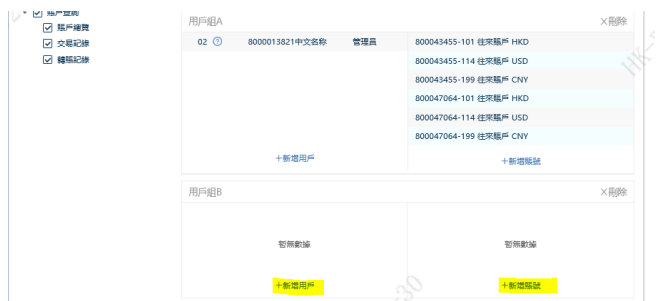 賬戶查詢
賬戶總覽
交易記錄
轉賬記錄
用戶組A
×刪除
02 ? 8000013821中文名称 管理員
800043455-101 往來賬戶 HKD
800043455-114 往來賬戶 USD
800043455-199 往來賬戶 CNY
800047064-101 往來賬戶 HKD
800047064-114 往來賬戶 USD
800047064-199 往來賬戶 CNY
+新增用戶
+新增賬號
用戶組B
×刪除
暫無數據
暫無數據
+新增用戶
+新增賬號